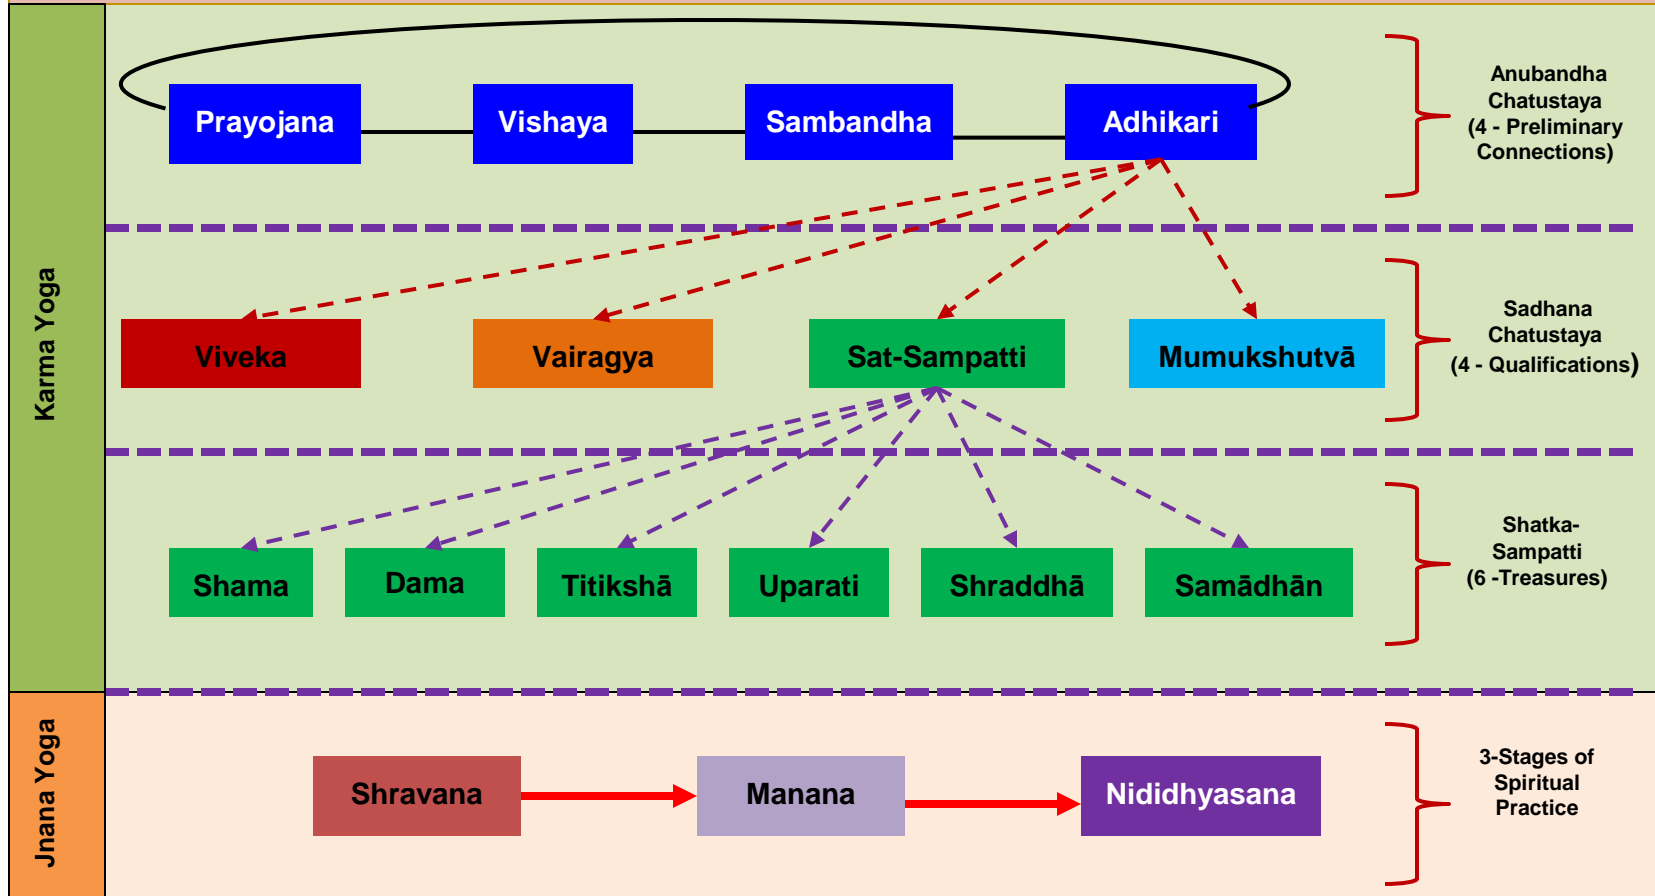 Karma Yoga
Prayojana
Vishaya
Sambandha
Adhikari
Anubandha
Chatustaya
(4 - Preliminary
Connections)
Viveka
Vairagya
Sat-Sampatti
Mumukshutvā
Sadhana
Chatustaya
(4 - Qualifications)
Shama
Dama
Titikshā
Uparati
Shraddhā
Samādhān
Shatka-
Sampatti
(6 -Treasures)
Jnana Yoga
Shravana
Manana
Nididhyasana
3-Stages of
Spiritual
Practice